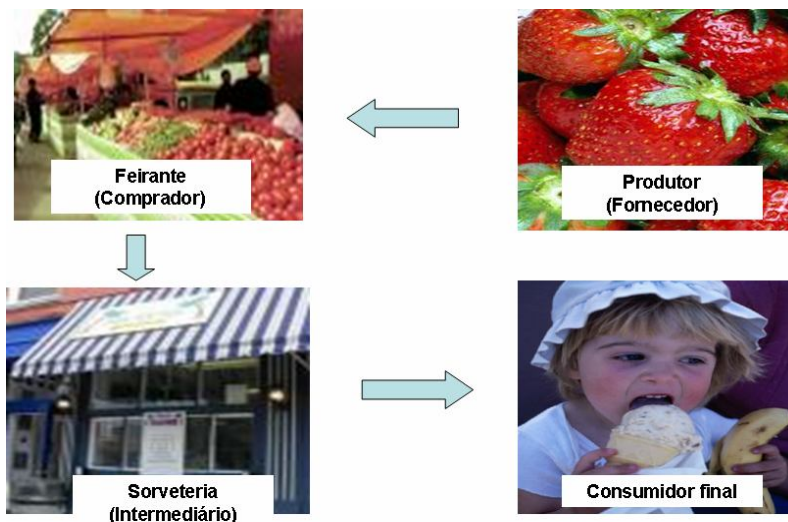 Feirante
(Comprador)
Produtor
(Fornecedor)
Sorveteria
(Intermediário)
Consumidor final